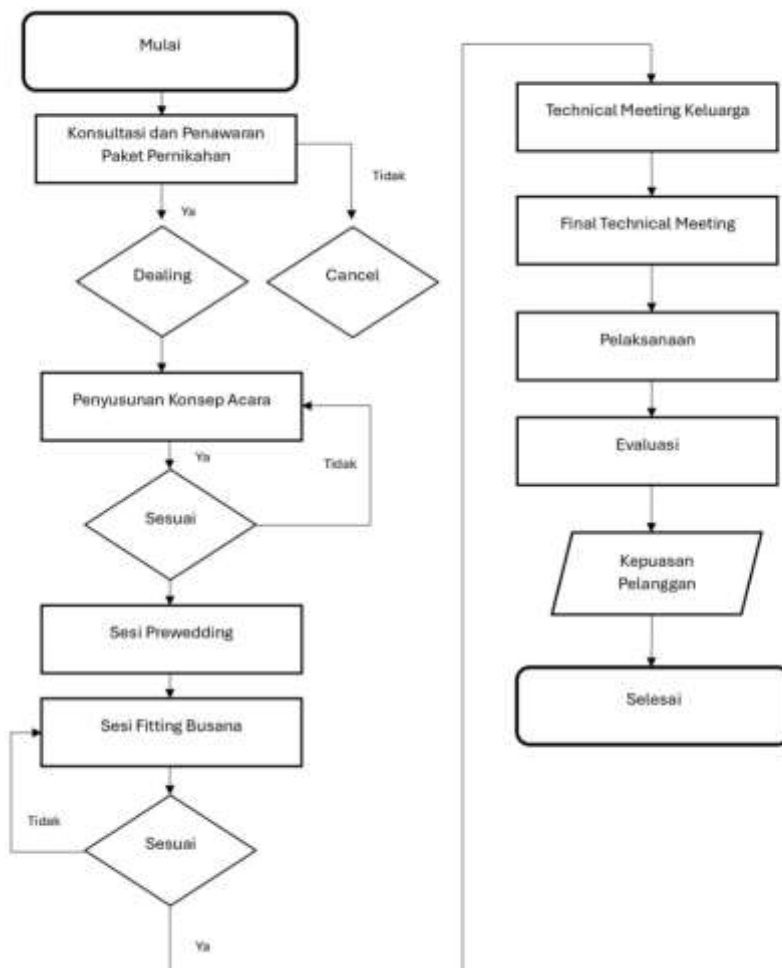 Mulai
Konsultasi dan Penawaran
Paket Pernikahan
Tidak
Ya
Dealing
Cancel
Penyusunan Konsep Acara
Ya
Tidak
Sesuai
Sesi Prewedding
Sesi Fitting Busana
Tidak
Sesuai
Ya
Technical Meeting Keluarga
Final Technical Meeting
Pelaksanaan
Evaluasi
Kepuasan
Pelanggan
Selesai